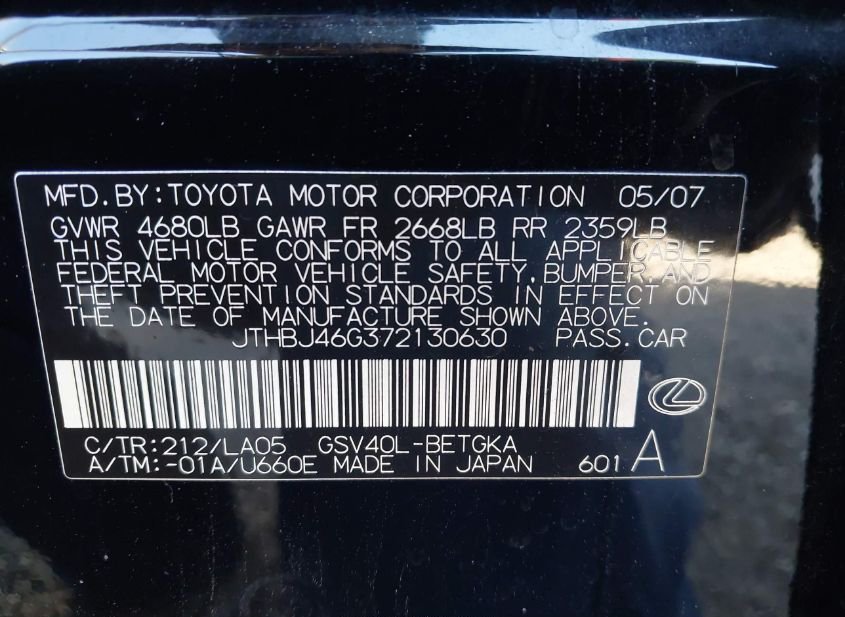 MFD.BY:TOYOTA MOTOR CORPORATION 05/07
GVWR 4680LB GAWR FR 2668LB RR 2359LB
THIS VEHICLE CONFORMS TO ALL APPLICABLE
FEDERAL MOTOR VEHICLE SAFETY,BUMPER,AND
THEFT PREVENTION STANDARDS IN EFFECT ON
THE DATE OF MANUFACTURE SHOWN ABOVE.
JTHBJ46G372130630 PASS.CAR
C/TR:212/LA05 GSV40L-BETGKA
A/TM:-01A/U660E MADE IN JAPAN 601 A